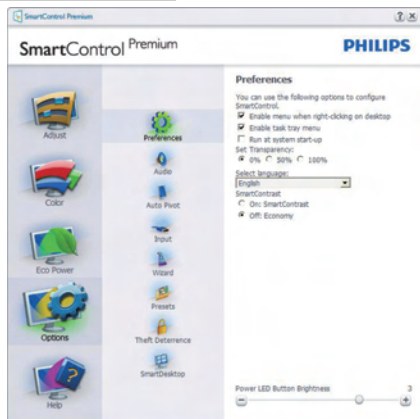 SmartControl Premium
SmartControl Premium
PHILIPS
Adjust
Color
Eco Power
Options
Help
Preferences
Audio
Auto Pivot
Input
Wizard
Presets
Theft Deterrence
SmartDesktop
Preferences
You can use the following options to configure
SmartControl.
Enable menu when right-clicking on desktop
Enable task tray menu
Run at system start-up
Set Transparency:
0% 50% 100%
Select language:
English
SmartContrast
On: SmartContrast
Off: Economy
Power LED Button Brightness 3